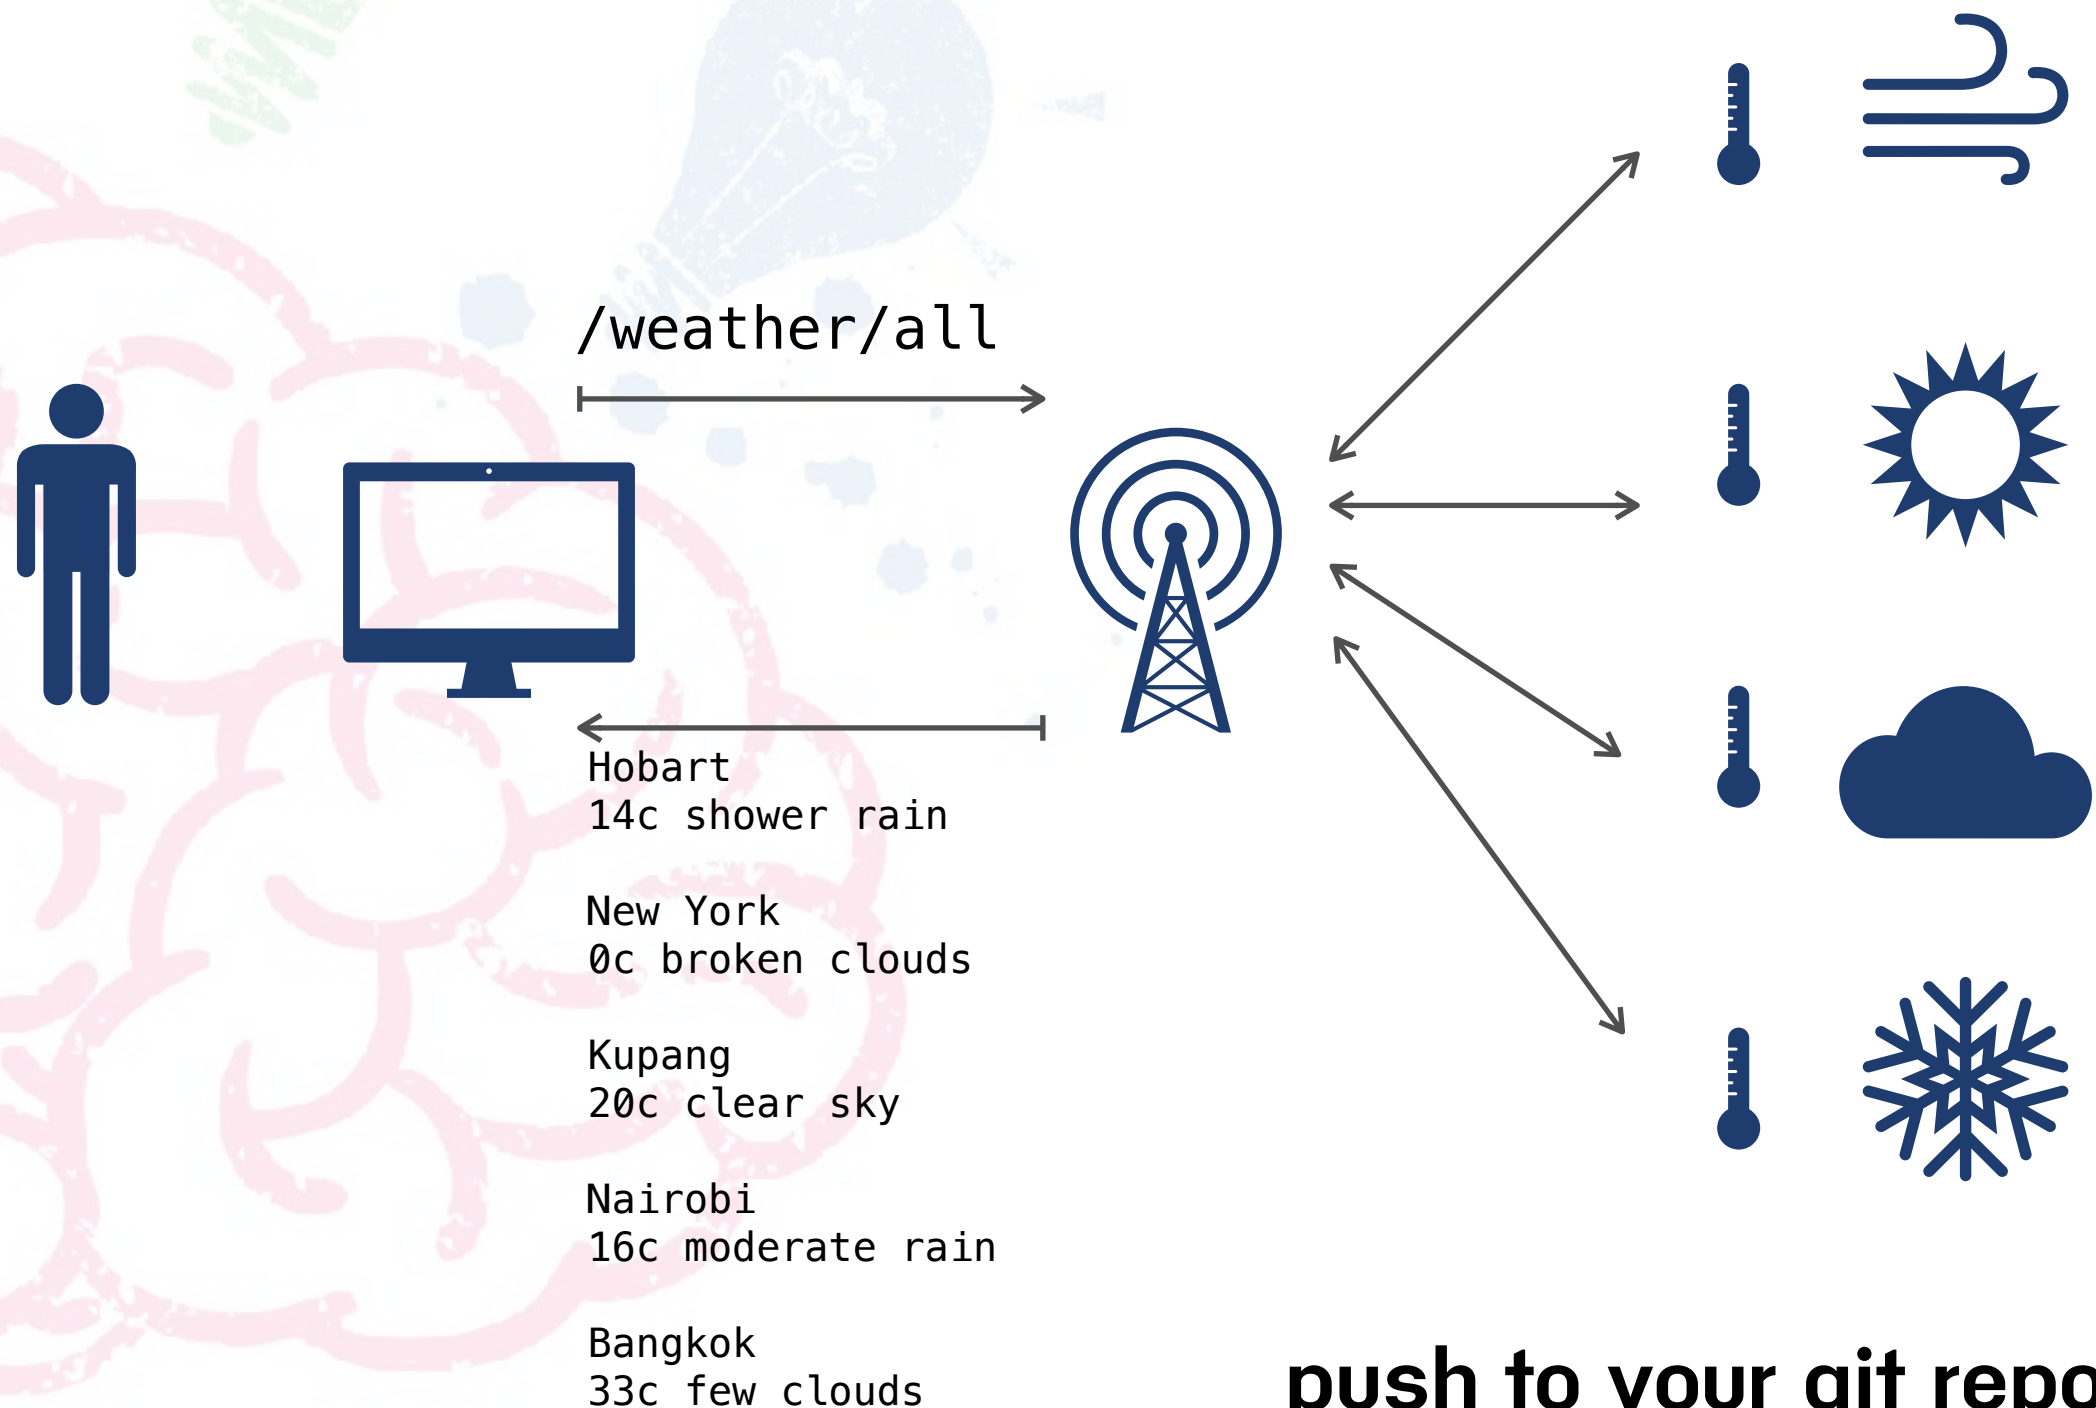 /weather/all
Hobart
14c shower rain
New York
0c broken clouds
Kupang
20c clear sky
Nairobi
16c moderate rain
Bangkok
33c few clouds
push to your git repo